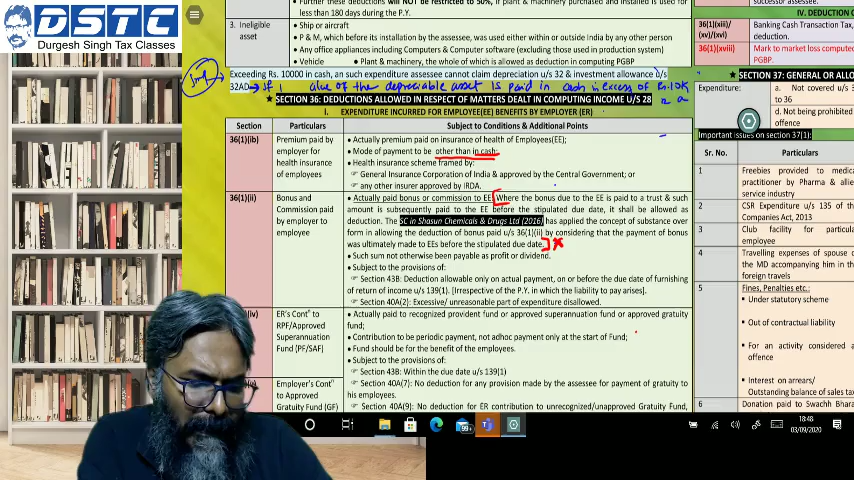 DSTC
Durgesh Singh Tax Classes
Further these deductions will NOT be restricted to 50%, if plant & machinery purchased and installed is used for
less than 180 days during the P.Y.
3. Ineligible
asset
• Ship or aircraft
• P & M, which before its installation by the assessee, was used either within or outside India by any other person
• Any office appliances including Computers & Computer software (excluding those used in production system)
• Vehicle • Plant & machinery, the whole of which is allowed as deduction in computing PGBP
Exceeding Rs. 10000 in cash, an such expenditure assessee cannot claim depreciation u/s 32 & investment allowance u/s
32AD → If value of the depreciable asset is paid in cash in excess of Rs. 10K
★ SECTION 36: DEDUCTIONS ALLOWED IN RESPECT OF MATTERS DEALT IN COMPUTING INCOME U/S 28
I. EXPENDITURE INCURRED FOR EMPLOYEE(EE) BENEFITS BY EMPLOYER (ER)
Section Particulars Subject to Conditions & Additional Points
36(1)(ib)
Premium paid by
employer for
health insurance
of employees
• Actually paid premium on insurance of health of Employees(EE);
• Mode of payment to be other than in cash;
• Health insurance scheme framed by:
General Insurance Corporation of India & approved by the Central Government; or
any other insurer approved by IRDA.
36(1)(ii)
Bonus and
Commission paid
by employer to
employee
• Actually paid bonus or commission to EE [Where the bonus due to the EE is paid to a trust & such
amount is subsequently paid to the EE before the stipulated due date, it shall be allowed as
deduction. The SC in Shasun Chemicals & Drugs Ltd (2016) has applied the concept of substance over
form in allowing the deduction of bonus paid u/s 36(1)(ii) by considering that the payment of bonus
was ultimately made to EEs before the stipulated due date.]
• Such sum not otherwise been payable as profit or dividend.
• Subject to the provisions of
Section 43B: Deduction allowable only on actual payment, on or before the due date of furnishing
of return of income u/s 139(1). [Irrespective of the P.Y. in which the liability to pay arises].
Section 40A(2): Excessive/ unreasonable part of expenditure disallowed.
ER's Contⁿ to
RPF/Approved
Superannuation
Fund (PF/SAF)
• Actually paid to recognized provident fund or approved superannuation fund or approved gratuity
fund;
• Contribution to be periodic payment, not adhoc payment only at the start of Fund;
• Fund should be for the benefit of the employees.
• Subject to the provisions of
Section 43B: Within the due date u/s 139(1)
Employer's Contⁿ
to Approved
Gratuity Fund (GF)
Section 40A(7): No deduction for any provision made by the assessee for payment of gratuity to
his employees.
Section 40A(9): No deduction for ER contribution to unrecognized/unapproved Gratuity Fund,
successor assessee.
IV. DEDUCTION
36(1)(xiii)/
(xv)/(xvi)
Banking Cash Transaction Tax,
deduction.
36(1)(xviii)
Mark to market loss computed
PGBP.
★ SECTION 37: GENERAL OR ALLO
Expenditure:
a. Not covered u/s 3
to 36
d. Not being prohibited
offence
Important issues on section 37(1):
Sr. No. Particulars
1
Freebies provided to medical
practitioner by Pharma & alli
service industry
2
CSR Expenditure u/s 135 of the
Companies Act, 2013
3
Club facility for particula
employee
4
Travelling expenses of spouse o
the MD accompanying him in th
foreign travels
5
Fines, Penalties etc.:
• Under statutory scheme
• Out of contractual liability
• For an activity considered a
offence
• Interest on arrears/
Outstanding balance of sales ta
6 Donation paid to Swachh Bhara
99+
18:48
03/09/2020